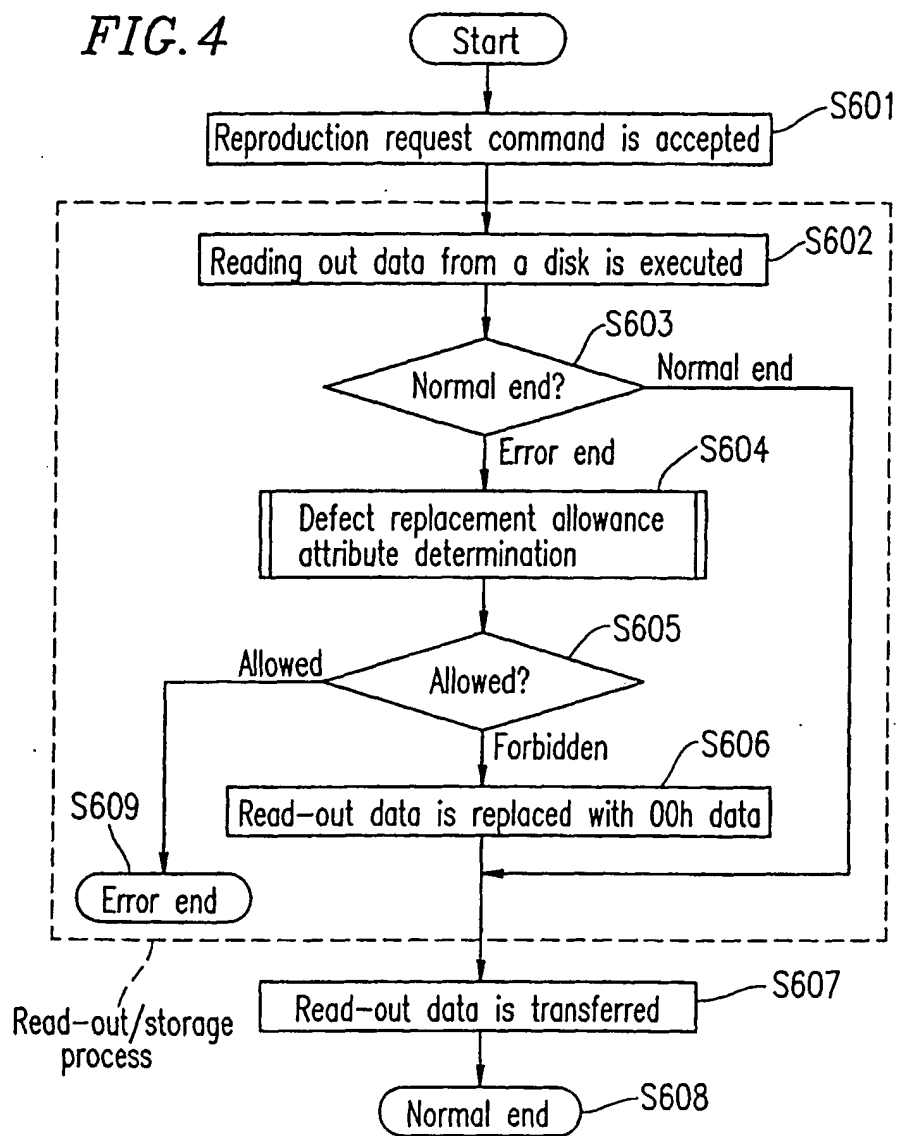 FIG. 4
Start
S601
Reproduction request command is accepted
S602
Reading out data from a disk is executed
S603
Normal end?
Normal end
Error end
S604
Defect replacement allowance
attribute determination
S605
Allowed
Allowed?
Forbidden
S606
Read-out data is replaced with 00h data
S609
Error end
Read-out/storage
process
S607
Read-out data is transferred
S608
Normal end